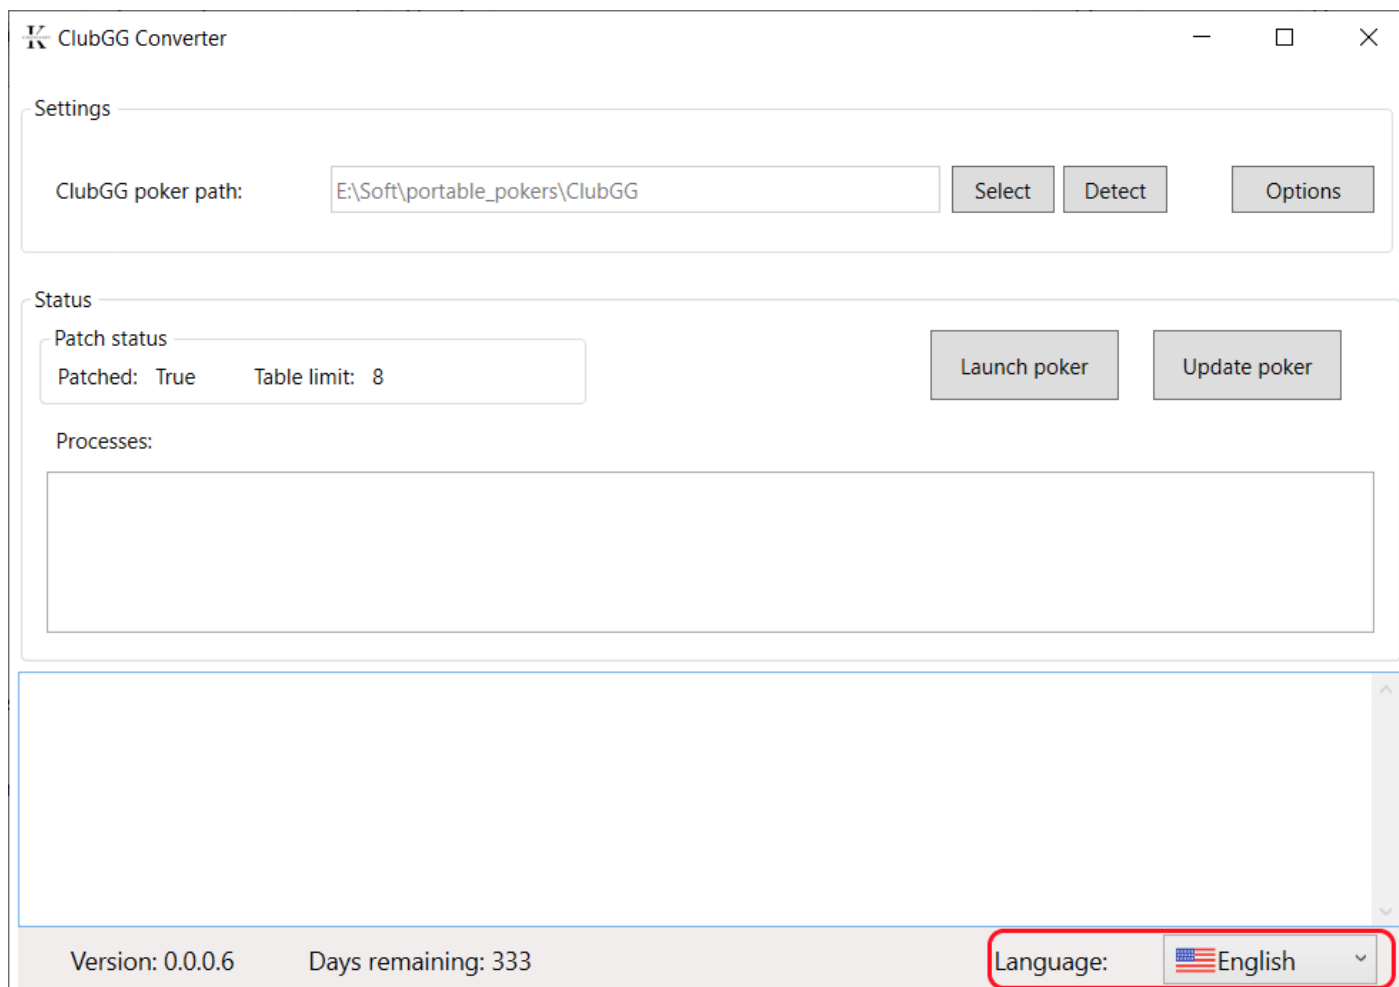 K ClubGG Converter
Settings
ClubGG poker path: E:\Soft\portable_pokers\ClubGG Select Detect Options
Status
Patch status
Patched: True Table limit: 8
Launch poker Update poker
Processes:
Version: 0.0.0.6 Days remaining: 333 Language: English